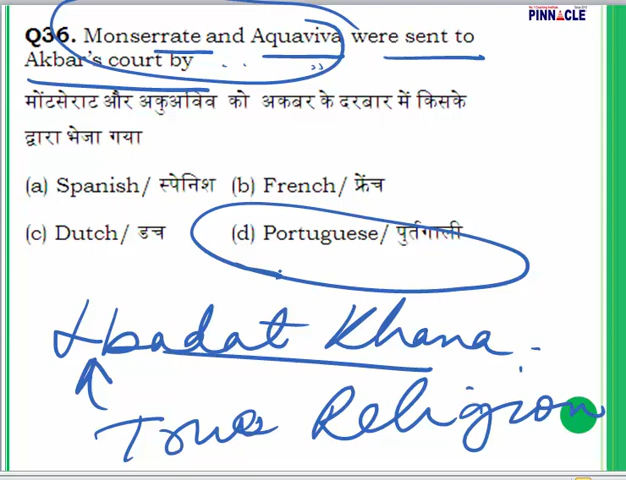 PINNACLE
Q36. Monserrate and Aquaviva were sent to
Akbar's court by
मोंटसेराट और अकुअविव को अकबर के दरबार में किसके
द्वारा भेजा गया
(a) Spanish/ स्पेनिश (b) French/ फ्रेंच
(c) Dutch/ डच (d) Portuguese/ पुर्तगाली
Ibadat Khana
True Religion